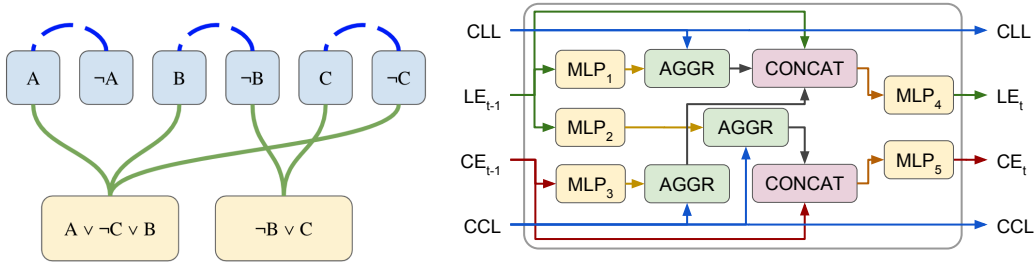 A ¬A B ¬B C ¬C
A ∨ ¬C ∨ B
¬B ∨ C
CLL CLL
MLP₁ AGGR CONCAT
LEₜ₋₁ MLP₄ LEₜ
MLP₂ AGGR
CEₜ₋₁ MLP₅ CEₜ
MLP₃ AGGR CONCAT
CCL CCL